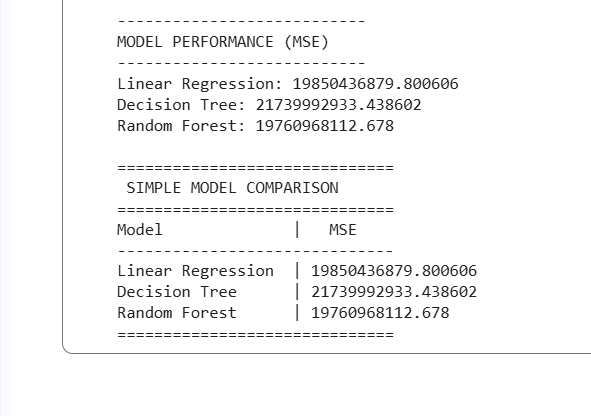 ---------------------------
MODEL PERFORMANCE (MSE)
---------------------------
Linear Regression: 19850436879.800606
Decision Tree: 21739992933.438602
Random Forest: 19760968112.678
==============================
SIMPLE MODEL COMPARISON
==============================
Model | MSE
------------------------------
Linear Regression | 19850436879.800606
Decision Tree | 21739992933.438602
Random Forest | 19760968112.678
==============================